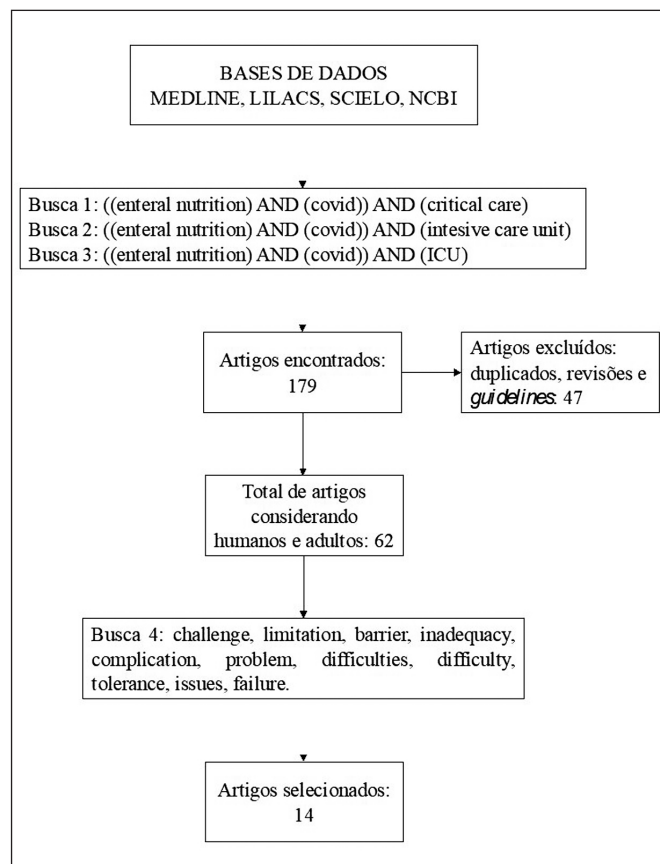 BASES DE DADOS
MEDLINE, LILACS, SCIELO, NCBI
Busca 1: ((enteral nutrition) AND (covid)) AND (critical care)
Busca 2: ((enteral nutrition) AND (covid)) AND (intesive care unit)
Busca 3: ((enteral nutrition) AND (covid)) AND (ICU)
Artigos encontrados:
179
Artigos excluídos:
duplicados, revisões e
guidelines: 47
Total de artigos
considerando
humanos e adultos: 62
Busca 4: challenge, limitation, barrier, inadequacy,
complication, problem, difficulties, difficulty,
tolerance, issues, failure.
Artigos selecionados:
14